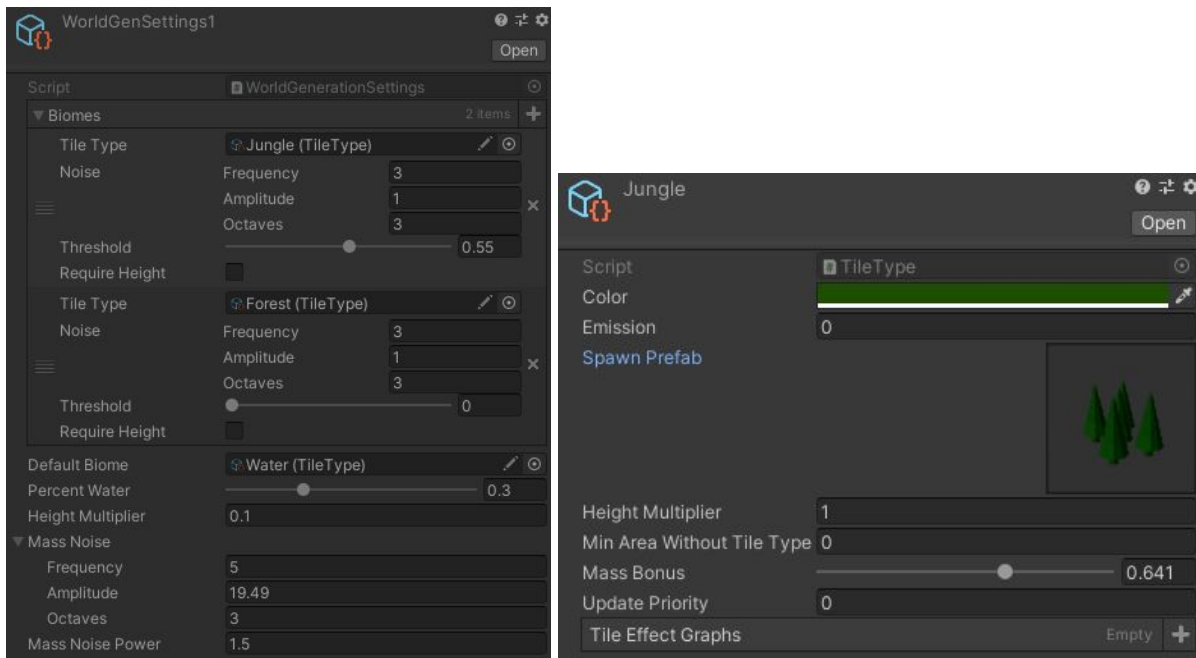 WorldGenSettings1
Open
Script WorldGenerationSettings
Biomes 2 items
Tile Type Jungle (TileType)
Noise Frequency 3
Amplitude 1
Octaves 3
Threshold 0.55
Require Height
Tile Type Forest (TileType)
Noise Frequency 3
Amplitude 1
Octaves 3
Threshold 0
Require Height
Default Biome Water (TileType)
Percent Water 0.3
Height Multiplier 0.1
Mass Noise
Frequency 5
Amplitude 19.49
Octaves 3
Mass Noise Power 1.5
Jungle
Open
Script TileType
Color
Emission 0
Spawn Prefab
Height Multiplier 1
Min Area Without Tile Type 0
Mass Bonus 0.641
Update Priority 0
Tile Effect Graphs Empty